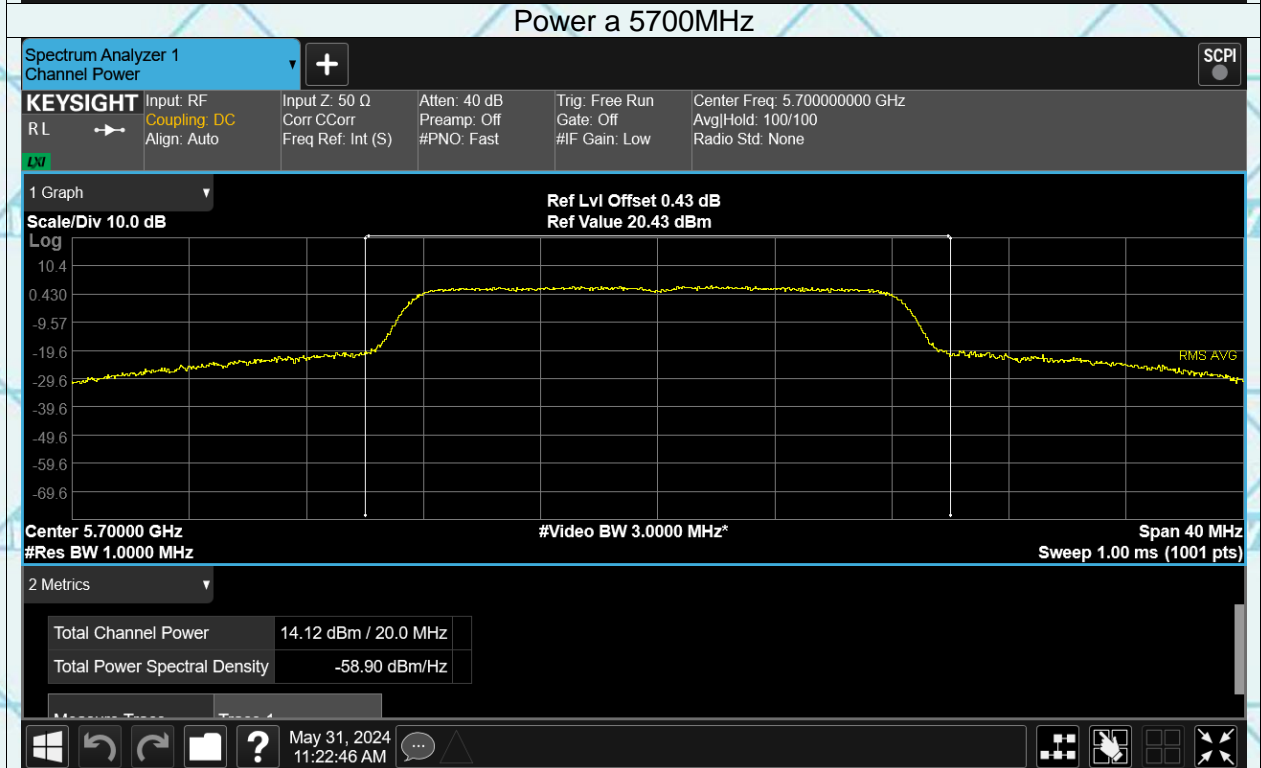 Power a 5700MHz
Spectrum Analyzer 1
Channel Power
+
SCPI
KEYSIGHT
R L
LXI
Input: RF
Coupling: DC
Align: Auto
Input Z: 50 Ω
Corr CCorr
Freq Ref: Int (S)
Atten: 40 dB
Preamp: Off
#PNO: Fast
Trig: Free Run
Gate: Off
#IF Gain: Low
Center Freq: 5.700000000 GHz
Avg|Hold: 100/100
Radio Std: None
1 Graph
Ref Lvl Offset 0.43 dB
Scale/Div 10.0 dB
Ref Value 20.43 dBm
Log
10.4
0.430
-9.57
-19.6
RMS AVG
-29.6
-39.6
-49.6
-59.6
-69.6
Center 5.70000 GHz
#Video BW 3.0000 MHz*
Span 40 MHz
#Res BW 1.0000 MHz
Sweep 1.00 ms (1001 pts)
2 Metrics
Total Channel Power 14.12 dBm / 20.0 MHz
Total Power Spectral Density -58.90 dBm/Hz
Measure Trace Trace 1
?
May 31, 2024
11:22:46 AM